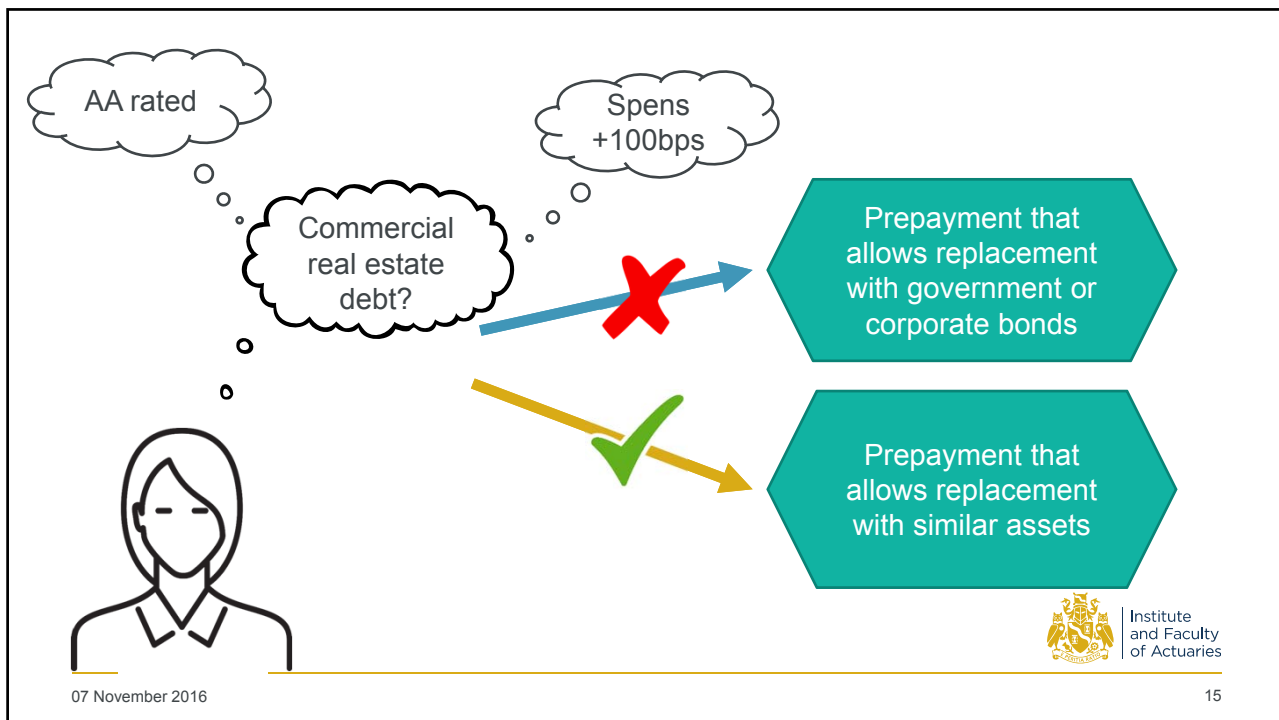 AA rated
Spens
+100bps
Commercial
real estate
debt?
Prepayment that
allows replacement
with government or
corporate bonds
Prepayment that
allows replacement
with similar assets
Institute
and Faculty
of Actuaries
07 November 2016
15